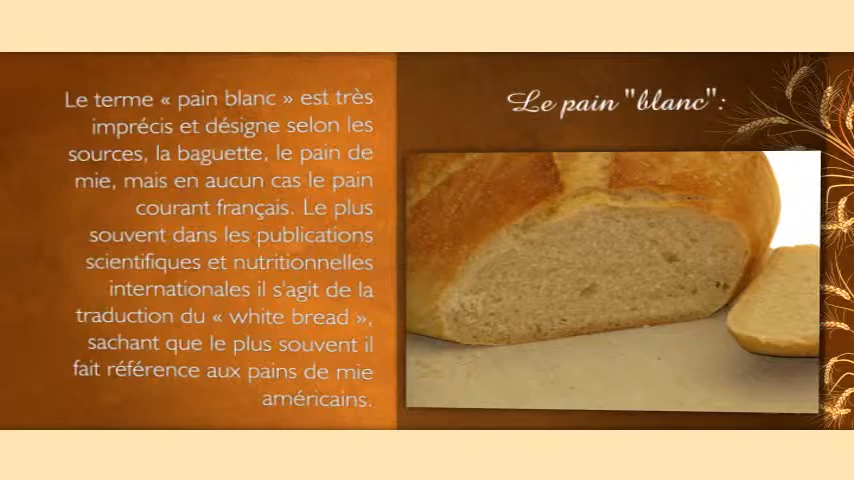 Le terme « pain blanc » est très
imprécis et désigne selon les
sources, la baguette, le pain de
mie, mais en aucun cas le pain
courant français. Le plus
souvent dans les publications
scientifiques et nutritionnelles
internationales il s'agit de la
traduction du « white bread »,
sachant que le plus souvent il
fait référence aux pains de mie
américains.
Le pain "blanc":